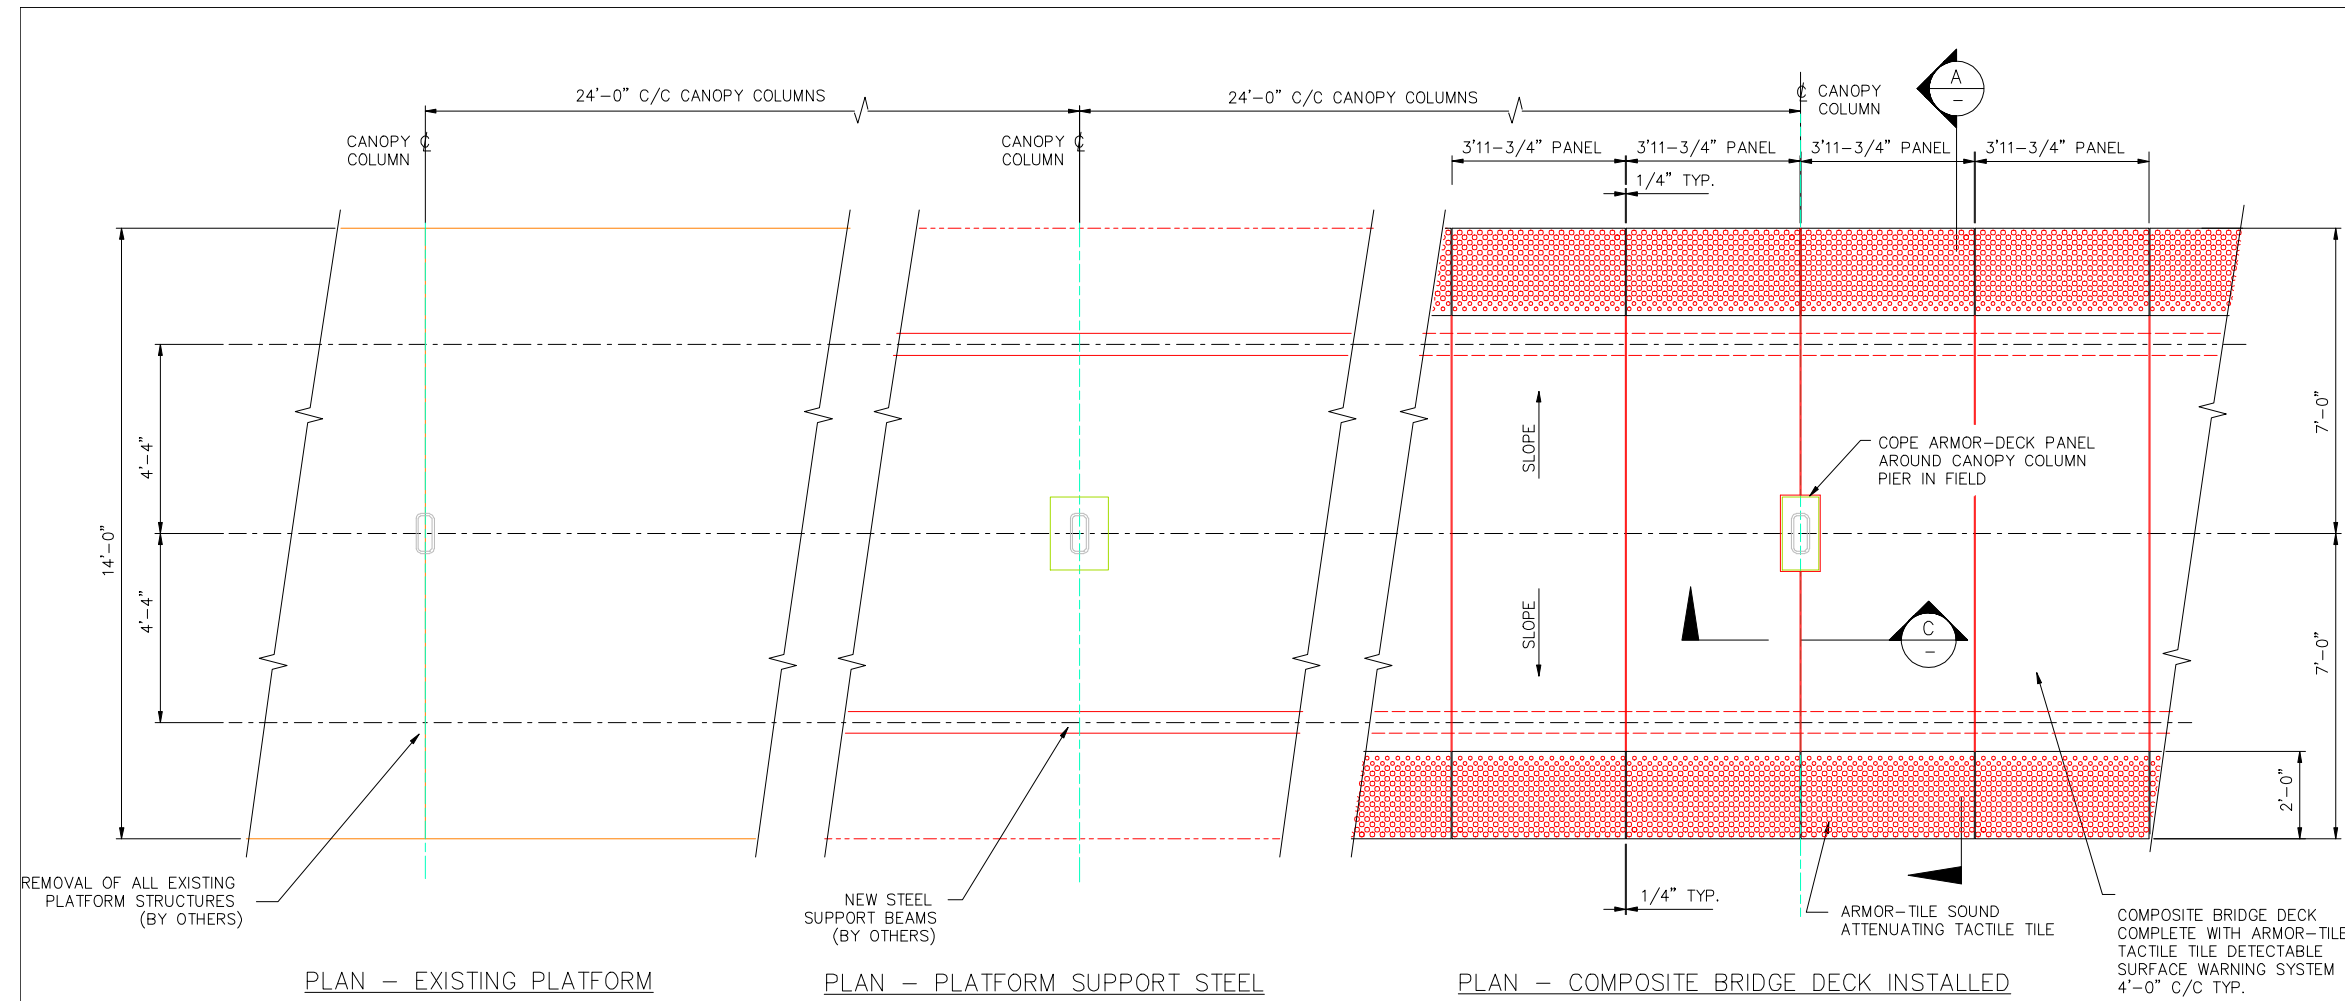 24'-0" C/C CANOPY COLUMNS
24'-0" C/C CANOPY COLUMNS
CANOPY ℄
COLUMN
CANOPY ℄
COLUMN
℄ CANOPY
COLUMN
A
-
3'11-3/4" PANEL
3'11-3/4" PANEL
3'11-3/4" PANEL
3'11-3/4" PANEL
1/4" TYP.
14'-0"
4'-4"
4'-4"
SLOPE
SLOPE
COPE ARMOR-DECK PANEL
AROUND CANOPY COLUMN
PIER IN FIELD
C
-
7'-0"
7'-0"
2'-0"
REMOVAL OF ALL EXISTING
PLATFORM STRUCTURES
(BY OTHERS)
NEW STEEL
SUPPORT BEAMS
(BY OTHERS)
1/4" TYP.
ARMOR-TILE SOUND
ATTENUATING TACTILE TILE
COMPOSITE BRIDGE DECK
COMPLETE WITH ARMOR-TILE
TACTILE TILE DETECTABLE
SURFACE WARNING SYSTEM
4'-0" C/C TYP.
PLAN - EXISTING PLATFORM
PLAN - PLATFORM SUPPORT STEEL
PLAN - COMPOSITE BRIDGE DECK INSTALLED